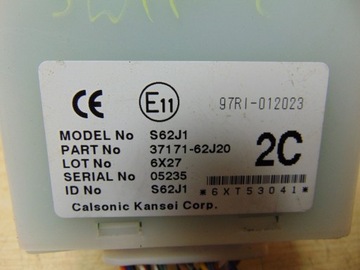 CE E11 97RI-012023
MODEL No S62J1
PART No 37171-62J20
LOT No 6X27
SERIAL No 05235
ID No S62J1
2C
*6XT53041*
Calsonic Kansei Corp.